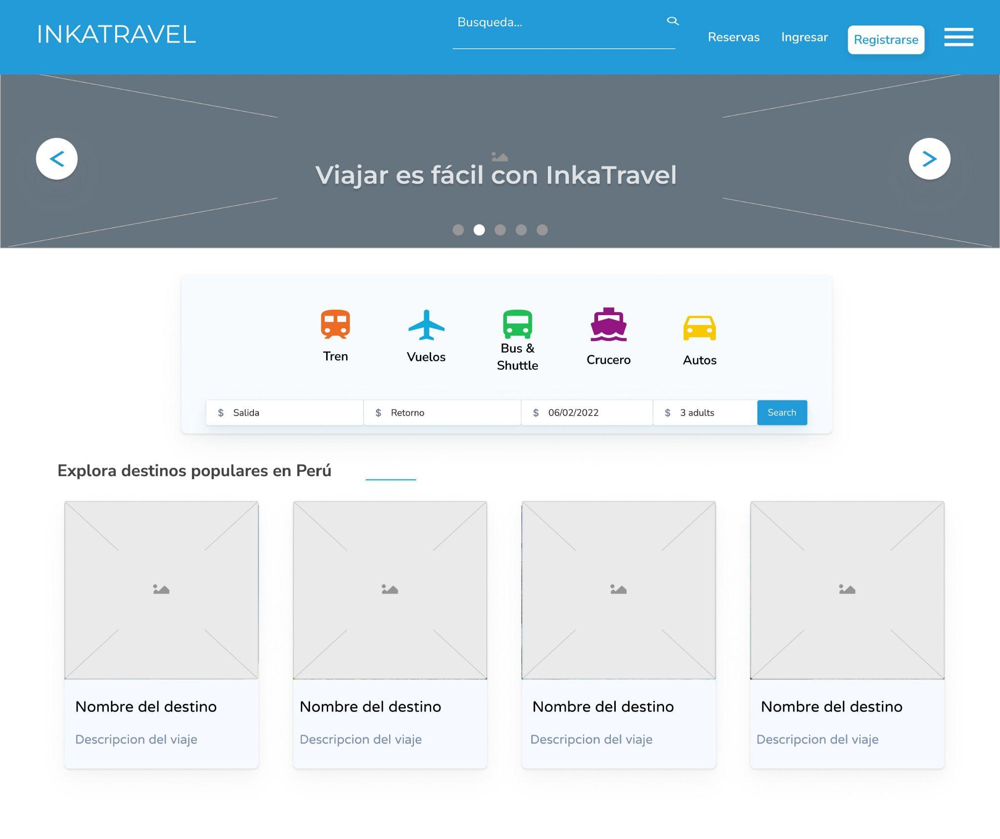 INKATRAVEL
Busqueda...
Reservas
Ingresar
Registrarse
<
>
Viajar es fácil con InkaTravel
Tren
Vuelos
Bus &
Shuttle
Crucero
Autos
$ Salida
$ Retorno
$ 06/02/2022
$ 3 adults
Search
Explora destinos populares en Perú
Nombre del destino
Descripcion del viaje
Nombre del destino
Descripcion del viaje
Nombre del destino
Descripcion del viaje
Nombre del destino
Descripcion del viaje